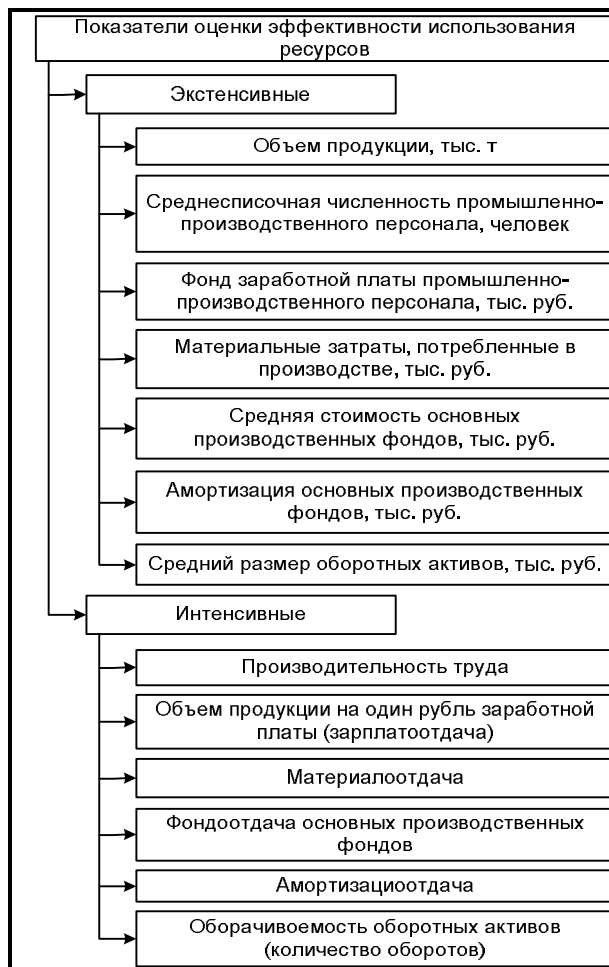 Показатели оценки эффективности использования
ресурсов
Экстенсивные
Объем продукции, тыс. т
Среднесписочная численность промышленно-
производственного персонала, человек
Фонд заработной платы промышленно-
производственного персонала, тыс. руб.
Материальные затраты, потребленные в
производстве, тыс. руб.
Средняя стоимость основных
производственных фондов, тыс. руб.
Амортизация основных производственных
фондов, тыс. руб.
Средний размер оборотных активов, тыс. руб.
Интенсивные
Производительность труда
Объем продукции на один рубль заработной
платы (зарплатоотдача)
Материалоотдача
Фондоотдача основных производственных
фондов
Амортизациоотдача
Оборачивоемость оборотных активов
(количество оборотов)